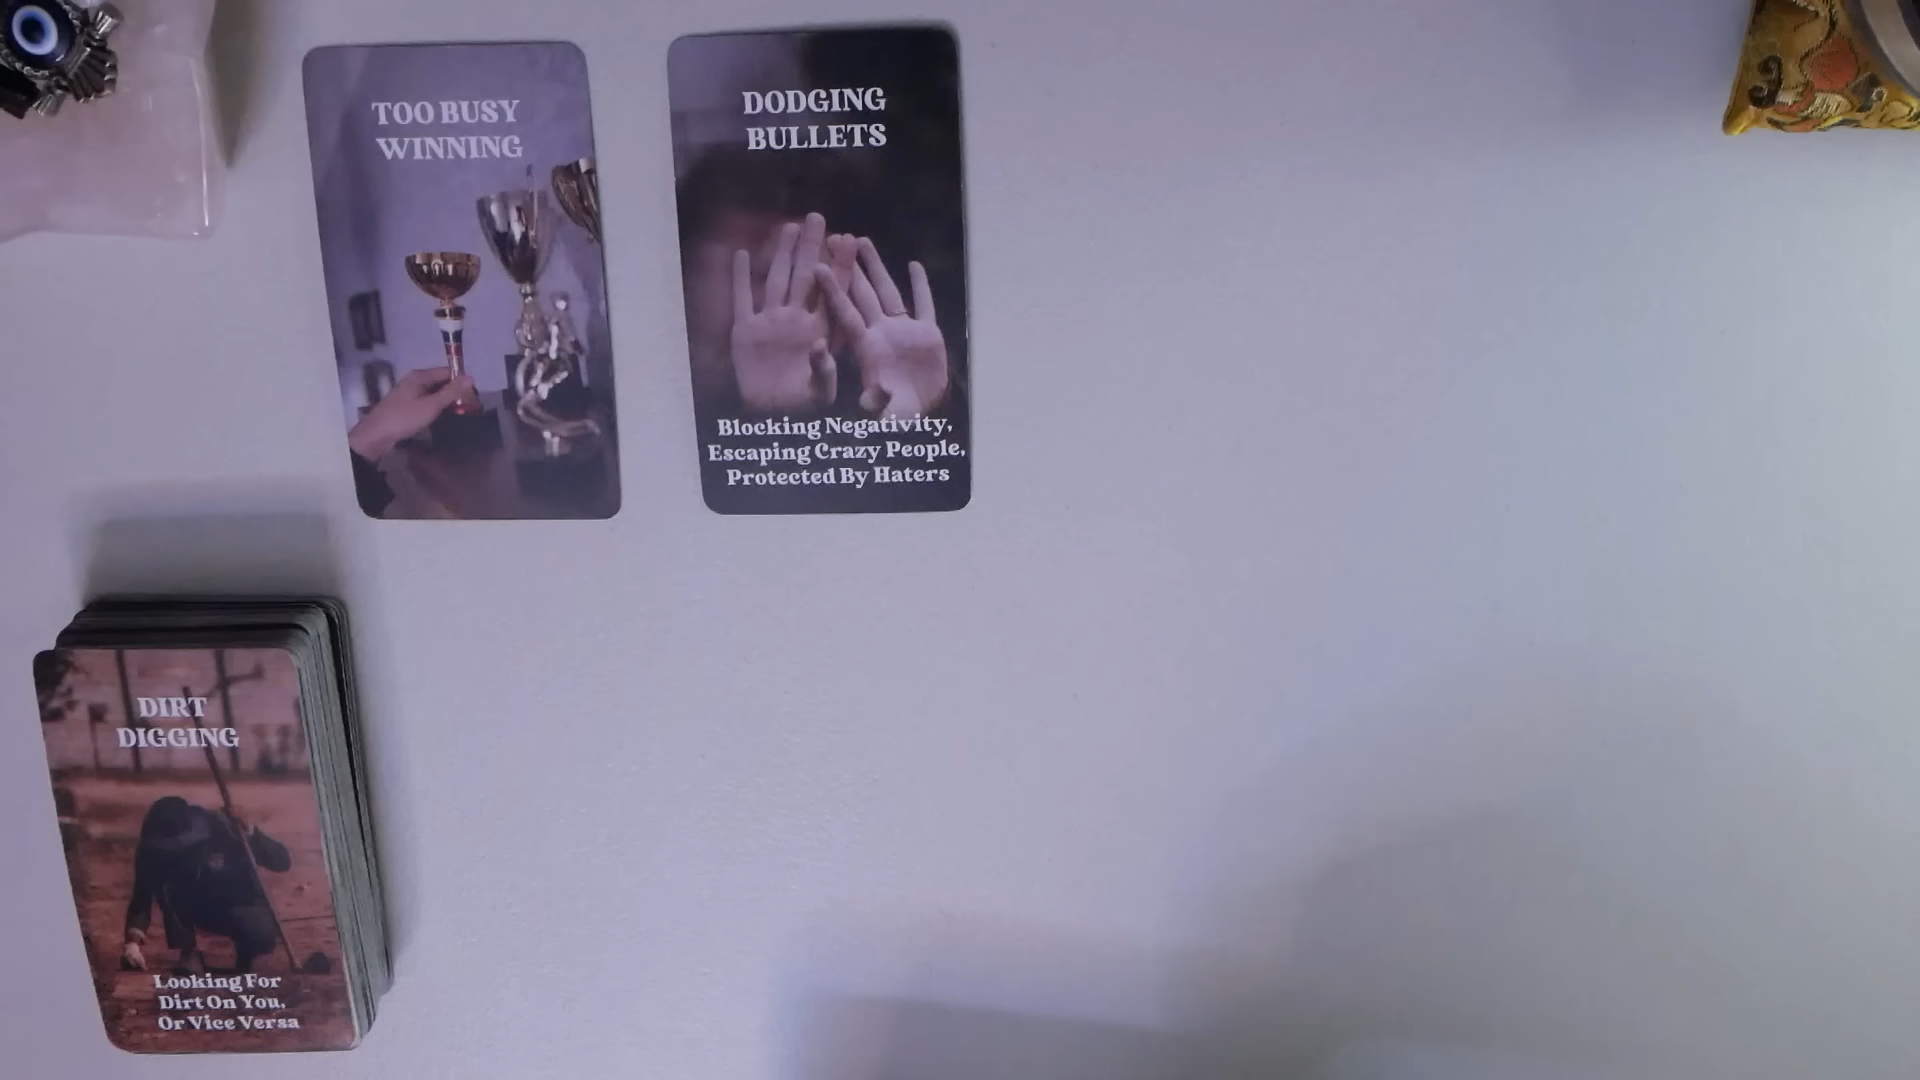 TOO BUSY
WINNING
DODGING
BULLETS
Blocking Negativity,
Escaping Crazy People,
Protected By Haters
DIRT
DIGGING
Looking For
Dirt On You,
Or Vice Versa